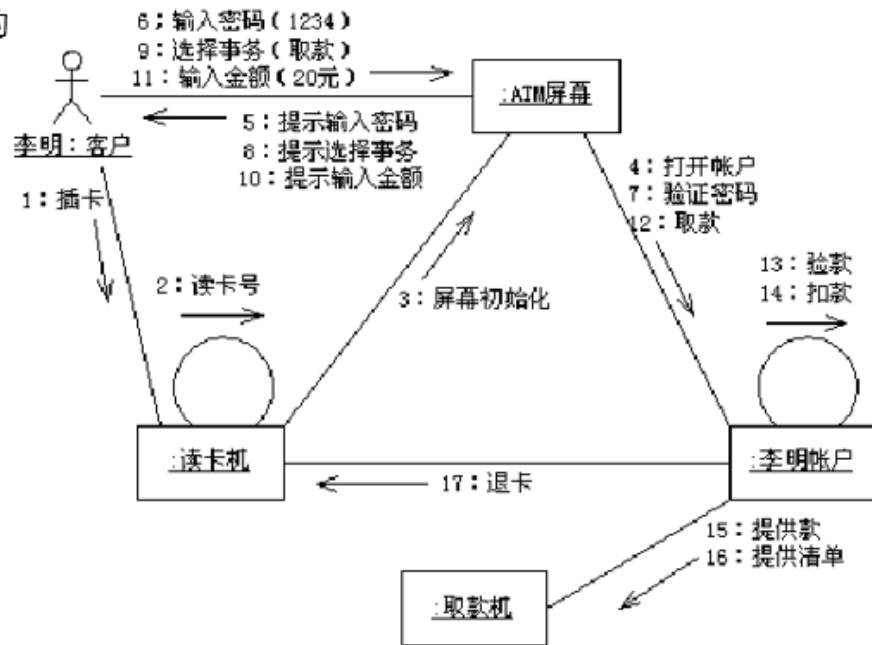 的
6：输入密码（1234）
9：选择事务（取款）
11：输入金额（20元）
:ATM屏幕
李明：客户
5：提示输入密码
8：提示选择事务
10：提示输入金额
1：插卡
4：打开帐户
7：验证密码
12：取款
2：读卡号
3：屏幕初始化
13：验款
14：扣款
:读卡机
:李明帐户
17：退卡
15：提供款
16：提供清单
:取款机